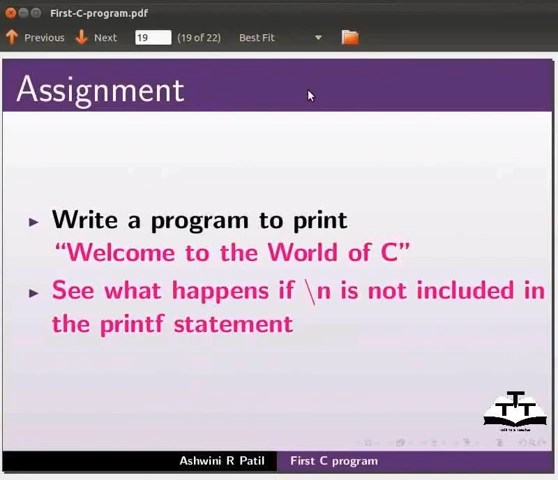 First-C-program.pdf
Previous Next 19 (19 of 22) Best Fit
Assignment
Write a program to print
“Welcome to the World of C”
See what happens if \n is not included in
the printf statement
Ashwini R Patil First C program